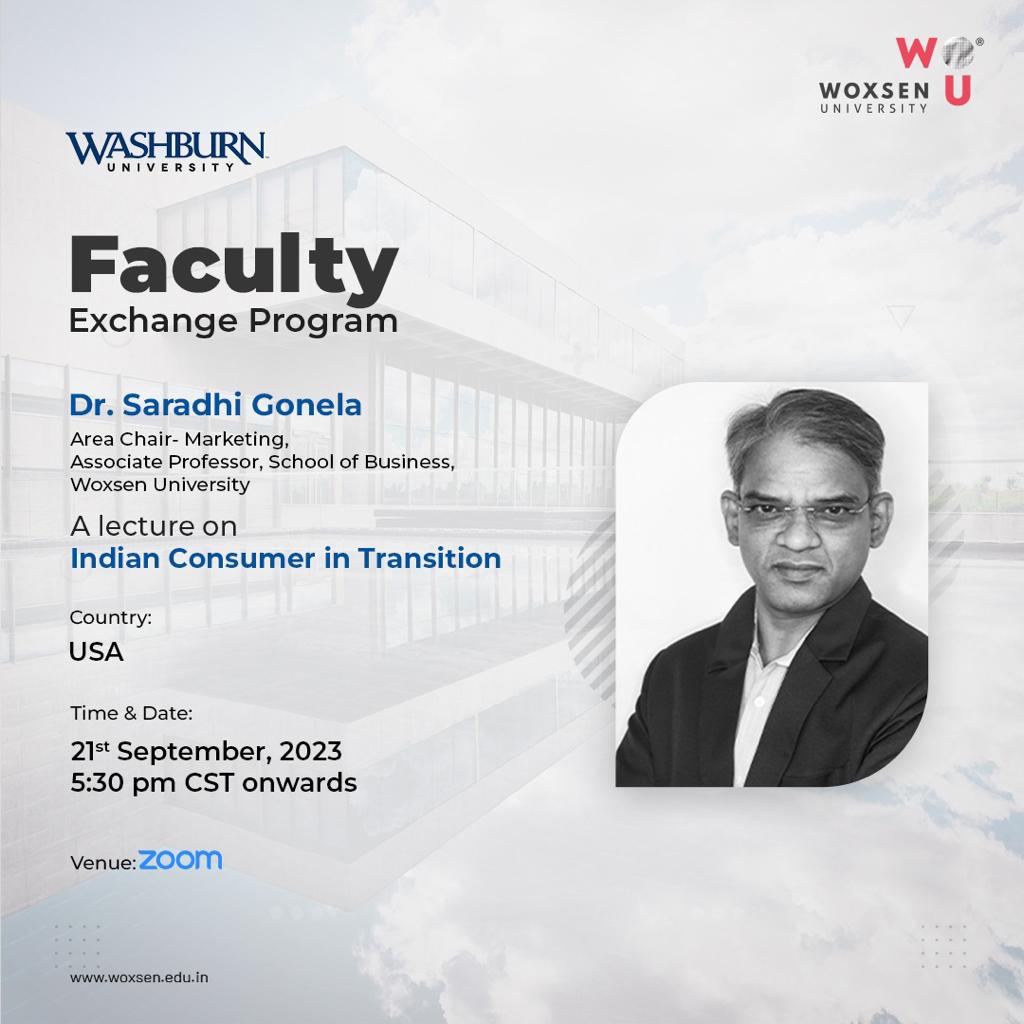 W U ®
WOXSEN
UNIVERSITY
WASHBURN
UNIVERSITY
Faculty
Exchange Program
Dr. Saradhi Gonela
Area Chair- Marketing,
Associate Professor, School of Business,
Woxsen University
A lecture on
Indian Consumer in Transition
Country:
USA
Time & Date:
21st September, 2023
5:30 pm CST onwards
Venue: zoom
www.woxsen.edu.in